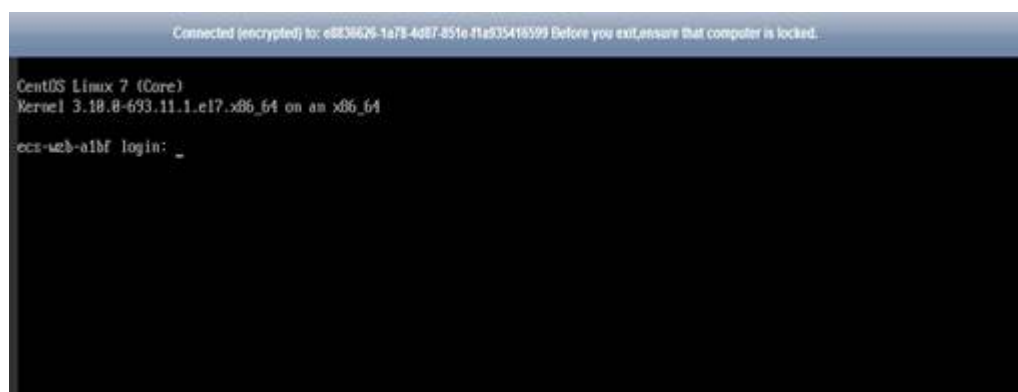 Connected (encrypted) to: e8836626-1a78-4d87-851e-f1a935416599 Before you exit,ensure that computer is locked.
CentOS Linux 7 (Core)
Kernel 3.10.0-693.11.1.el7.x86_64 on an x86_64
ecs-wzb-a1bf login: _